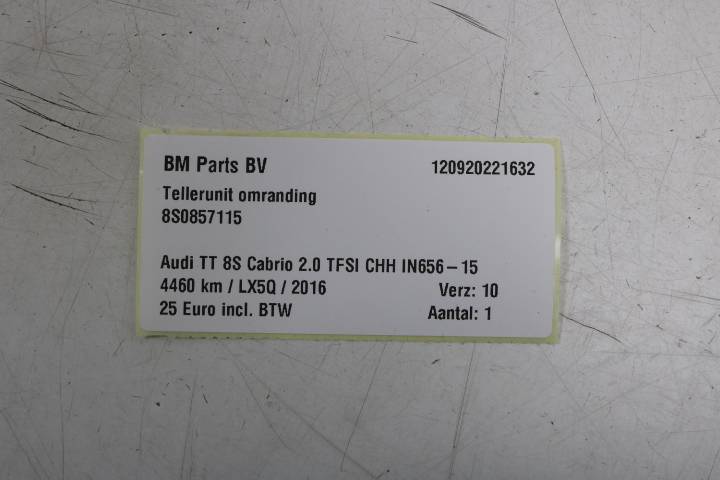 BM Parts BV 120920221632
Tellerunit omranding
8S0857115
Audi TT 8S Cabrio 2.0 TFSI CHH IN656-15
4460 km / LX5Q / 2016 Verz: 10
25 Euro incl. BTW Aantal: 1